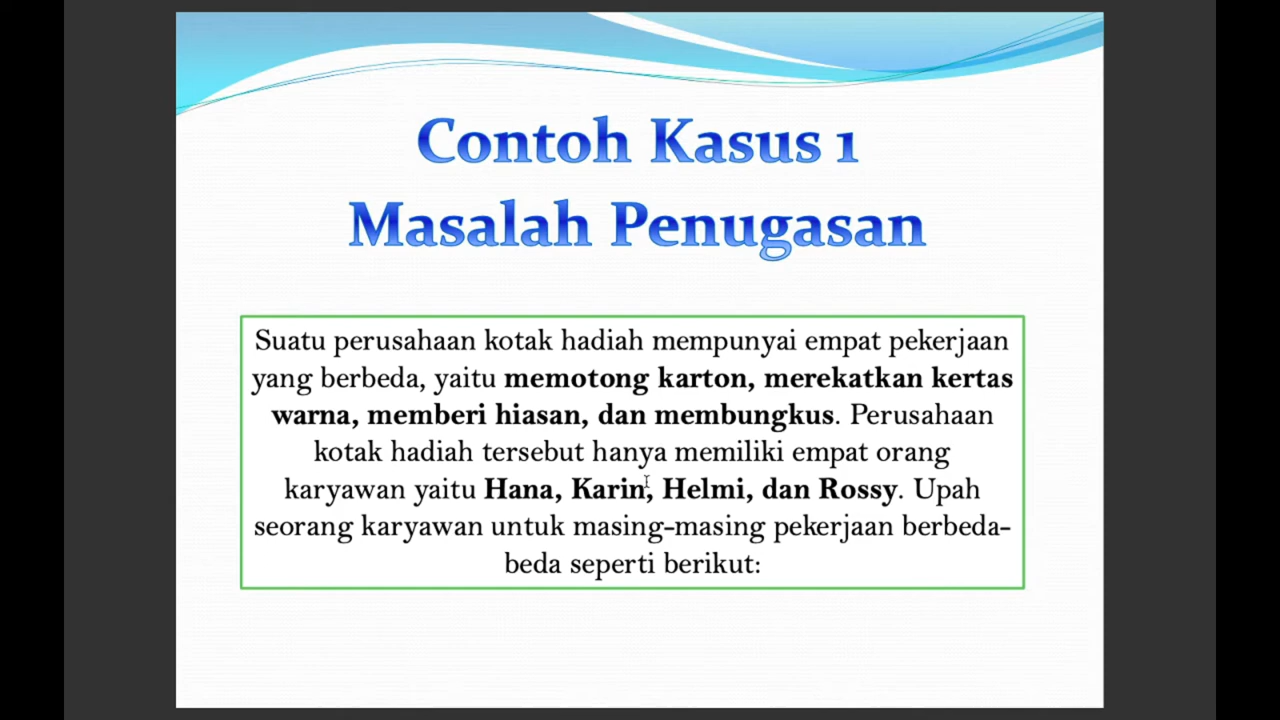 Contoh Kasus 1
Masalah Penugasan
Suatu perusahaan kotak hadiah mempunyai empat pekerjaan
yang berbeda, yaitu memotong karton, merekatkan kertas
warna, memberi hiasan, dan membungkus. Perusahaan
kotak hadiah tersebut hanya memiliki empat orang
karyawan yaitu Hana, Karin, Helmi, dan Rossy. Upah
seorang karyawan untuk masing-masing pekerjaan berbeda-
beda seperti berikut: